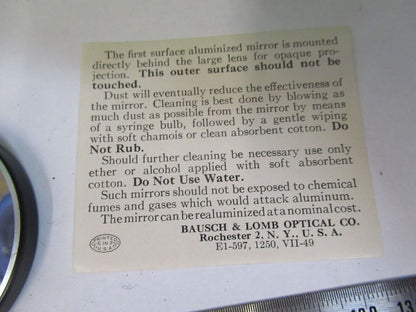 The first surface aluminized mirror is mounted
directly behind the large lens for opaque pro-
jection. This outer surface should not be
touched.
Dust will eventually reduce the effectiveness of
the mirror. Cleaning is best done by blowing as
much dust as possible from the mirror by means
of a syringe bulb, followed by a gentle wiping
with soft chamois or clean absorbent cotton. Do
Not Rub.
Should further cleaning be necessary use only
ether or alcohol applied with soft absorbent
cotton. Do Not Use Water.
Such mirrors should not be exposed to chemical
fumes and gases which would attack aluminum.
The mirror can be realuminized at a nominal cost.
BAUSCH & LOMB OPTICAL CO.
Rochester 2, N. Y., U. S. A.
E1-597, 1250, VII-49
PRINTED
IN
U.S.A.
12 13